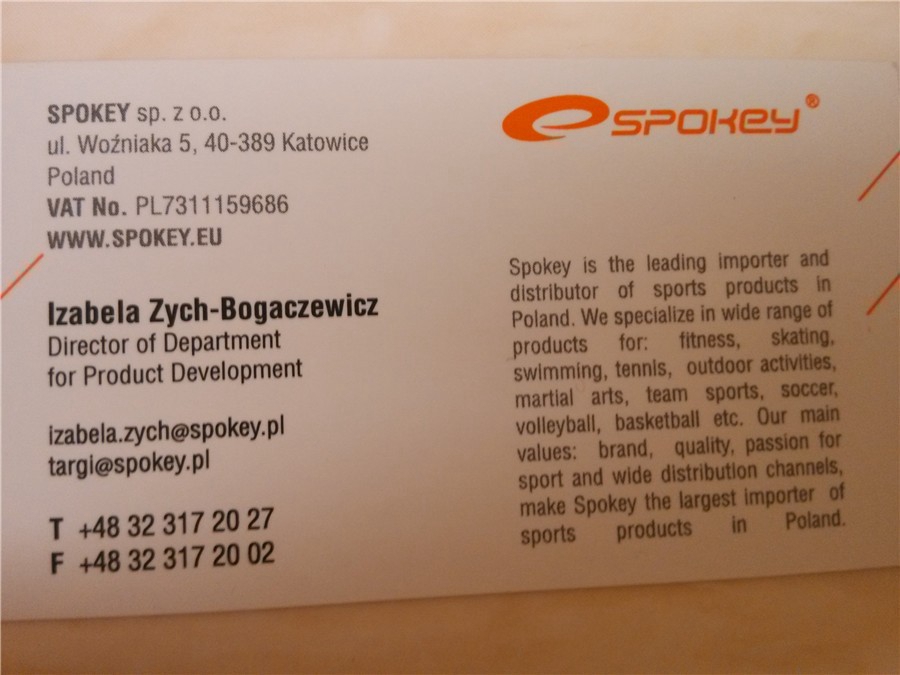 SPOKEY sp. z o.o.
ul. Woźniaka 5, 40-389 Katowice
Poland
VAT No. PL7311159686
WWW.SPOKEY.EU
Izabela Zych-Bogaczewicz
Director of Department
for Product Development
izabela.zych@spokey.pl
targi@spokey.pl
T +48 32 317 20 27
F +48 32 317 20 02
SPOKEY®
Spokey is the leading importer and
distributor of sports products in
Poland. We specialize in wide range of
products for: fitness, skating,
swimming, tennis, outdoor activities,
martial arts, team sports, soccer,
volleyball, basketball etc. Our main
values: brand, quality, passion for
sport and wide distribution channels,
make Spokey the largest importer of
sports products in Poland.